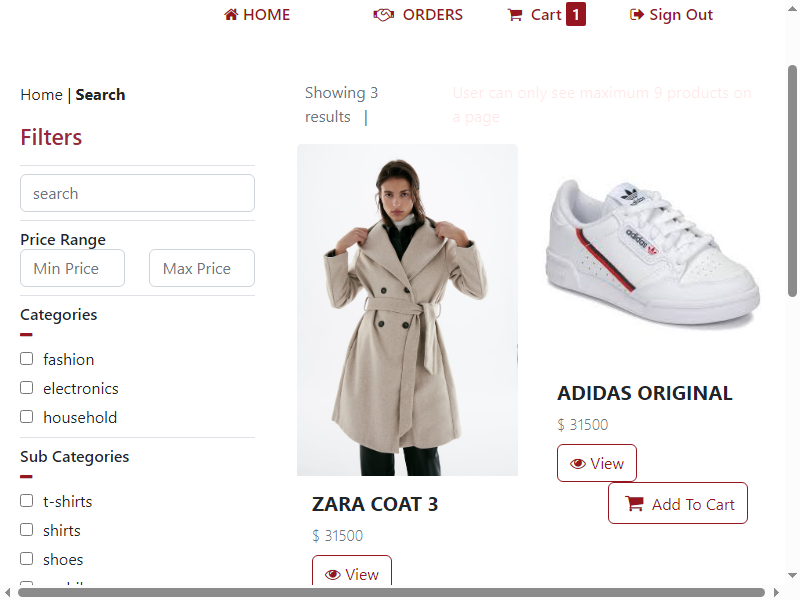 HOME
ORDERS
Cart 1
Sign Out
Home | Search
Filters
search
Price Range
Min Price
Max Price
Categories
fashion
electronics
household
Sub Categories
t-shirts
shirts
shoes
Showing 3
results |
User can only see maximum 9 products on
a page
ZARA COAT 3
$ 31500
View
adidas
ADIDAS ORIGINAL
$ 31500
View
Add To Cart